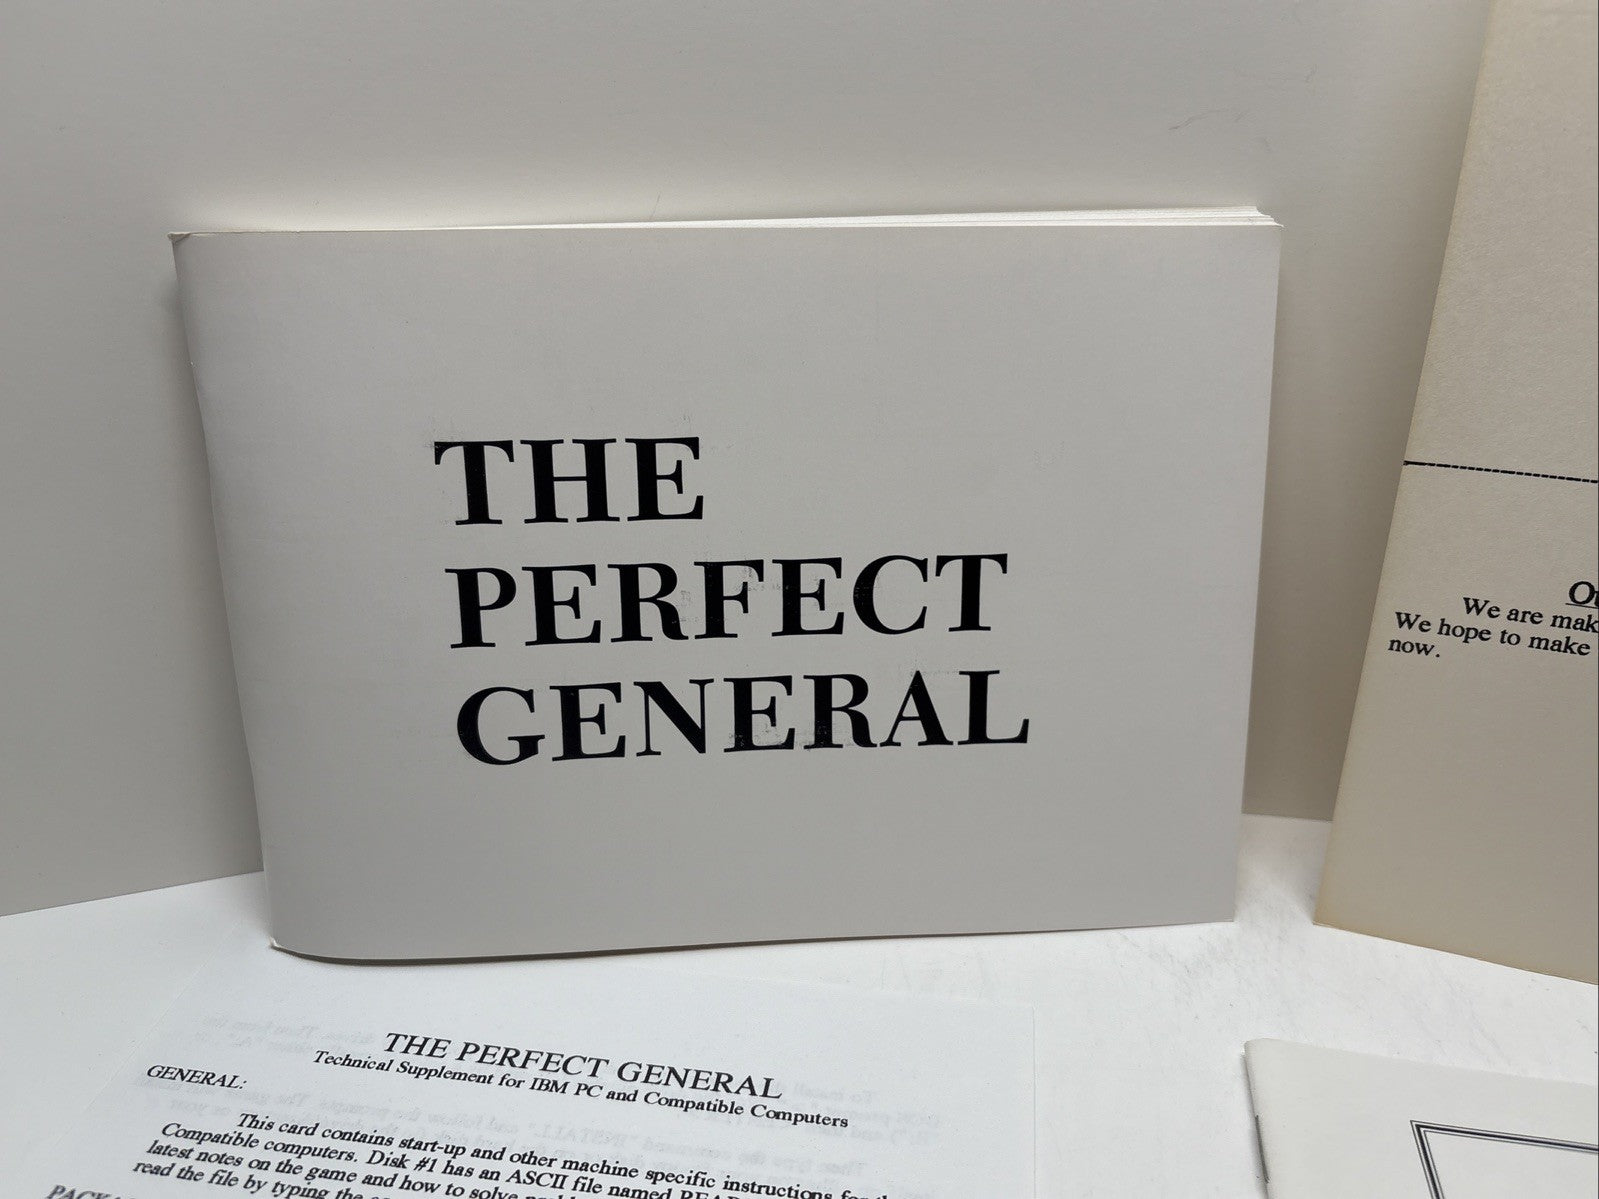 THE
PERFECT
GENERAL
We are mak
We hope to make
now.
THE PERFECT GENERAL
Technical Supplement for IBM PC and Compatible Computers
GENERAL:
This card contains start-up and other machine specific instructions for
Compatible computers. Disk #1 has an ASCII file named READ
latest notes on the game and how to solve
read the file by typing the